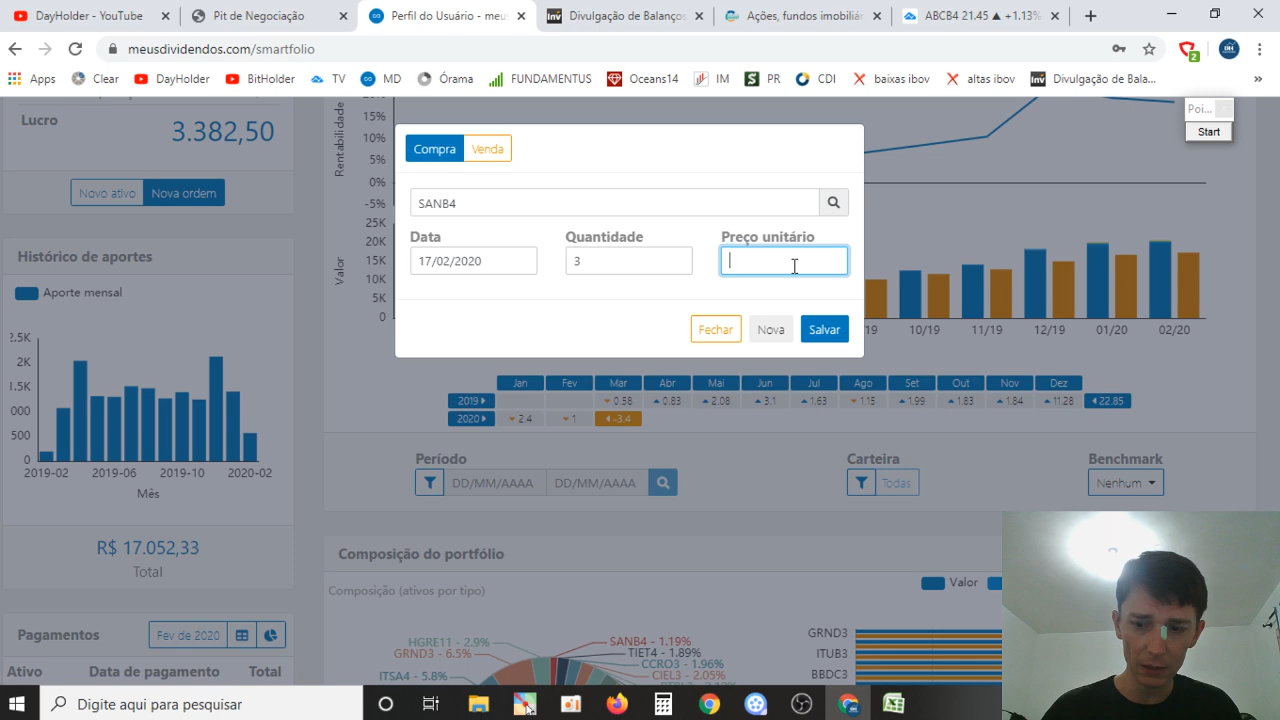 DayHolder - YouTube
Pit de Negociação
Perfil do Usuário - meu
Divulgação de Balanços
Ações, fundos imobiliár
ABCB4 21.45 ▲ +1.13%
meusdividendos.com/smartfolio
2
Apps Clear DayHolder BitHolder TV MD Órama FUNDAMENTUS Oceans14 IM PR CDI baixas ibov altas ibov Divulgação de Bala... »
Lucro
3.382,50
Novo ativo Nova ordem
Histórico de aportes
Aporte mensal
2.5K
2K
1.5K
000
500
0
2019-02 2019-06 2019-10 2020-02
Mês
R$ 17.052,33
Total
Pagamentos
Fev de 2020
Ativo Data de pagamento Total
Rentabilidade
15%
10%
5%
0%
-5%
Valor
25K
20K
15K
10K
5K
0
/19 10/19 11/19 12/19 01/20 02/20
Poi...
Start
Compra Venda
SANB4
Data Quantidade Preço unitário
17/02/2020 3
Fechar Nova Salvar
Jan Fev Mar Abr Mai Jun Jul Ago Set Out Nov Dez
2019 0.58 0.83 2.08 3.1 1.63 1.15 1.99 1.83 1.84 11.28 22.85
2020 2.4 1 -3.4
Período Carteira Benchmark
DD/MM/AAAA DD/MM/AAAA Todas Nenhum
Composição do portfólio
Composição (ativos por tipo)
Valor
HGRE11 - 2.9%
GRND3 - 6.5%
ITSA4 - 5.8%
SANB4 - 1.19%
TIET4 - 1.89%
CCRO3 - 1.96%
CIEL3 - 2.05%
GRND3
ITUB3
BBDC3
Digite aqui para pesquisar